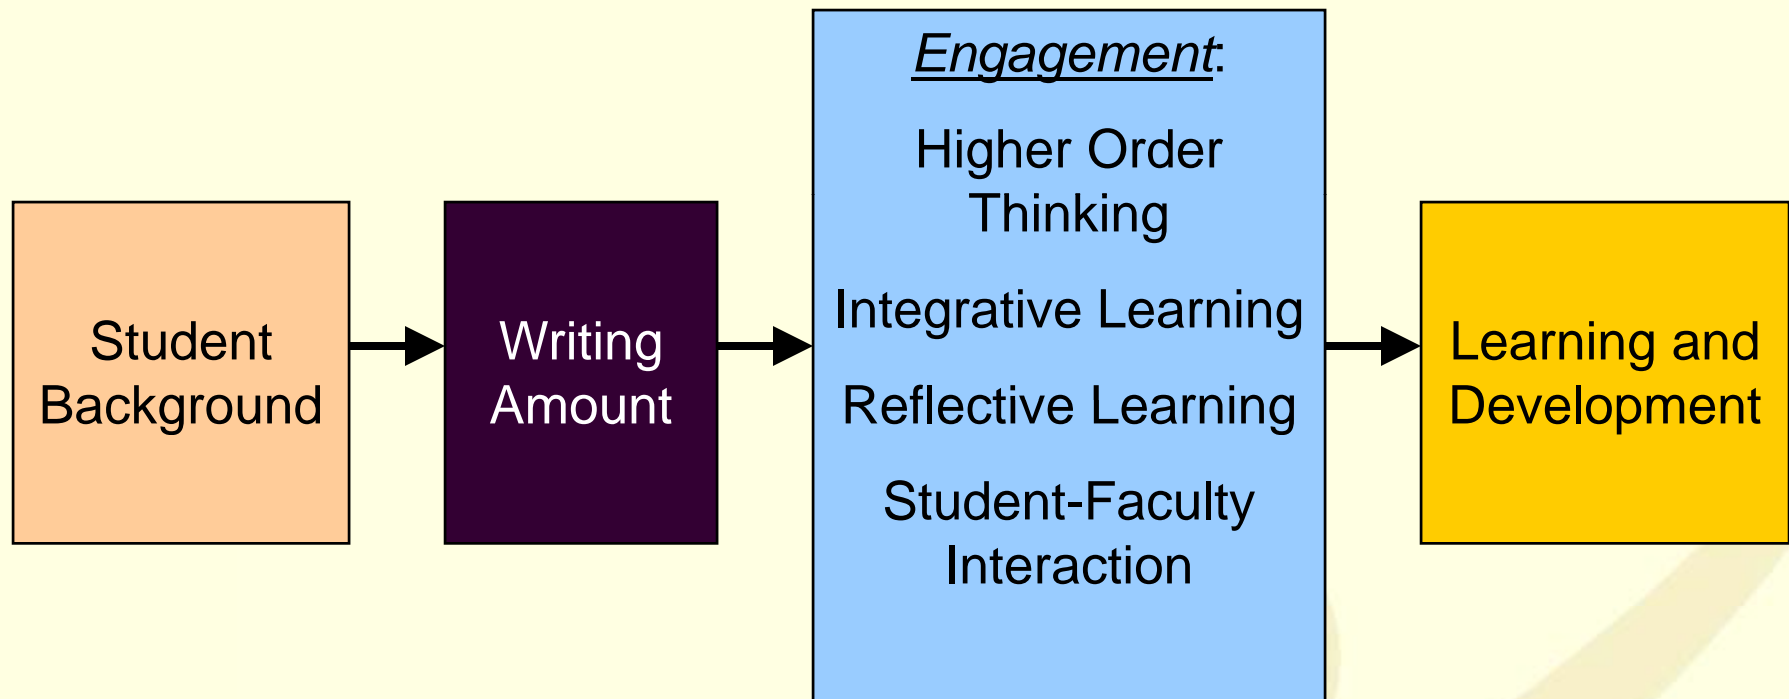 Student
Background
Writing
Amount
Engagement:
Higher Order
Thinking
Integrative Learning
Reflective Learning
Student-Faculty
Interaction
Learning and
Development